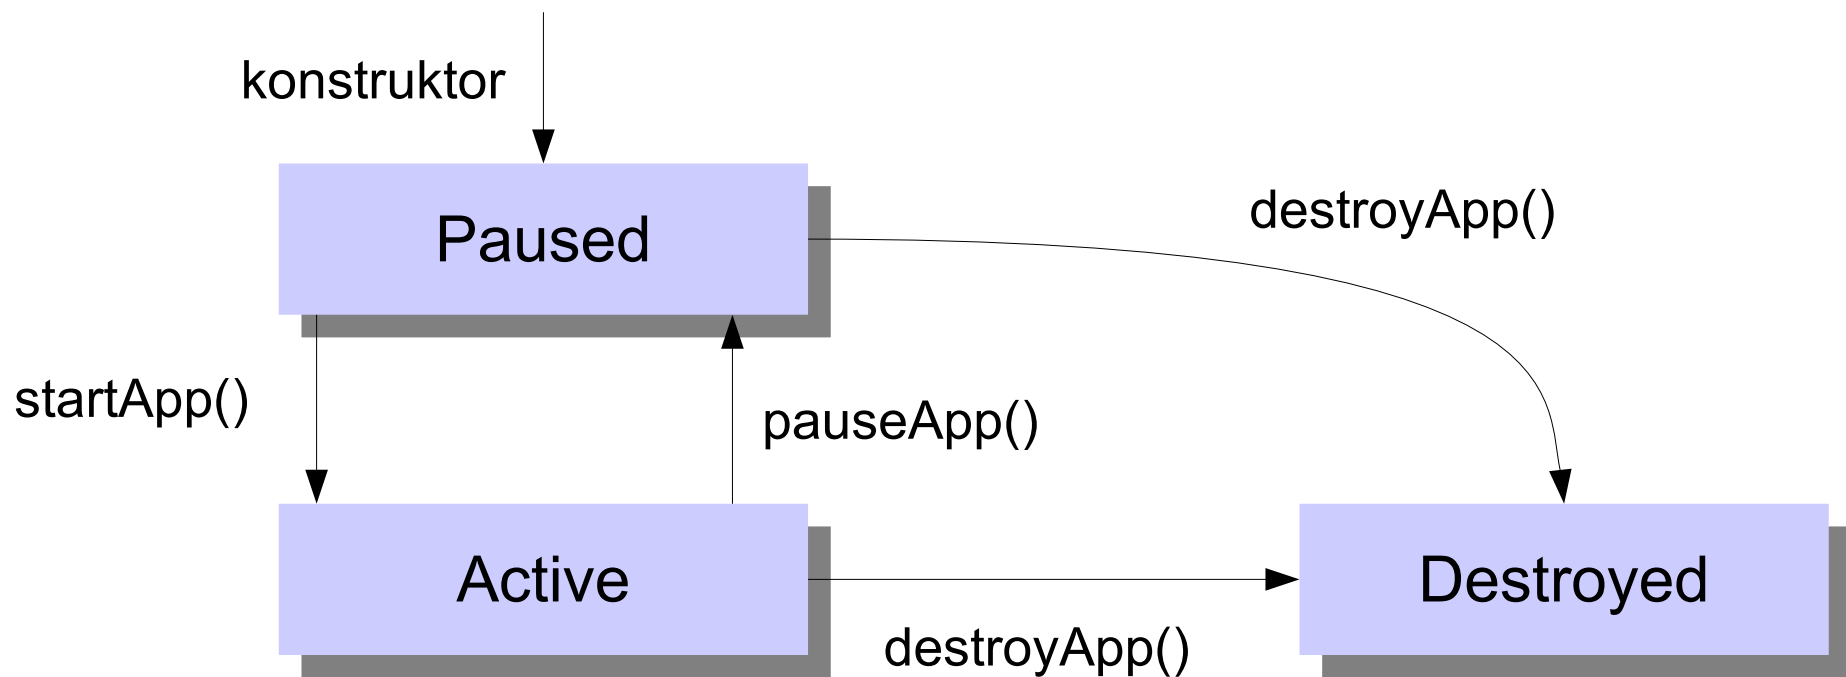 konstruktor
Paused
destroyApp()
startApp()
pauseApp()
Active
Destroyed
destroyApp()